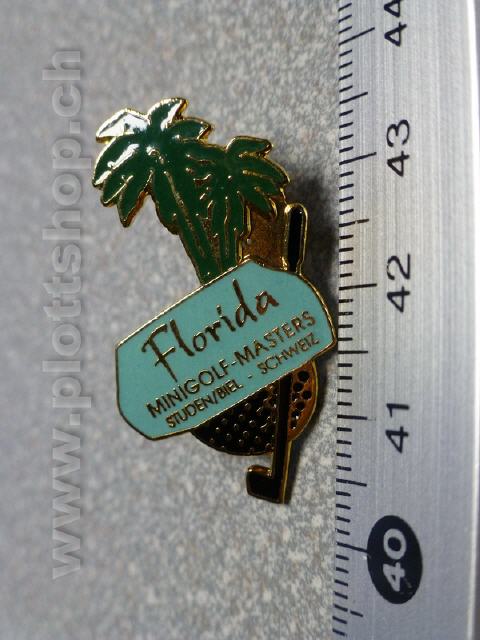 Florida
MINIGOLF-MASTERS
STUDEN/BIEL - SCHWEIZ
www.plottshop.ch
44
43
42
41
40